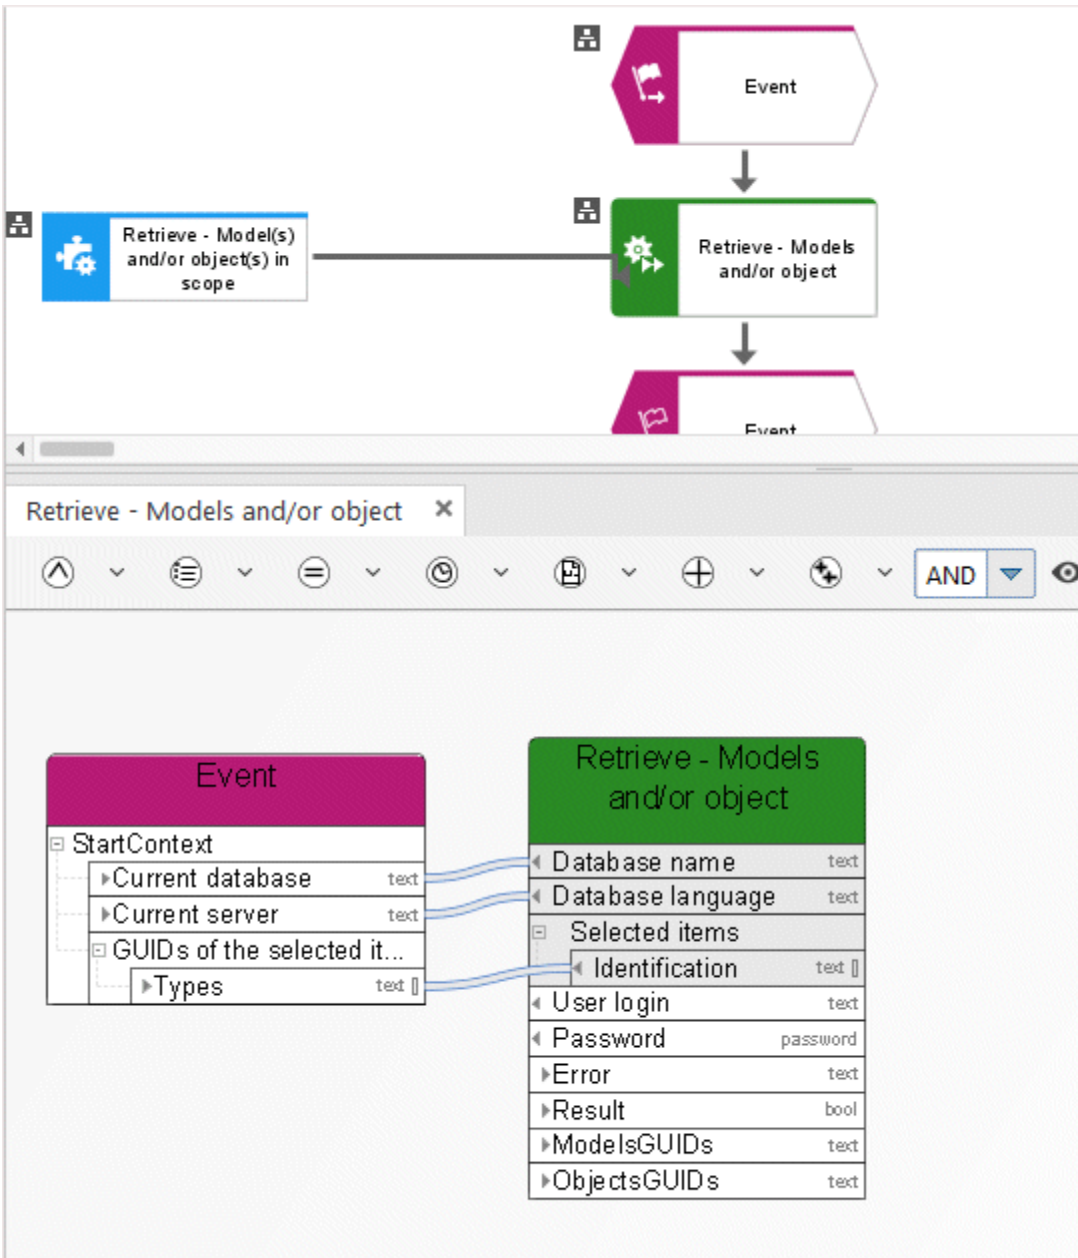 Event
Retrieve - Model(s)
and/or object(s) in
scope
Retrieve - Models
and/or object
Event
Retrieve - Models and/or object
AND
Event
StartContext
Current database text
Current server text
GUIDs of the selected it...
Types text []
Retrieve - Models
and/or object
Database name text
Database language text
Selected items
Identification text []
User login text
Password password
Error text
Result bool
ModelsGUIDs text
ObjectsGUIDs text